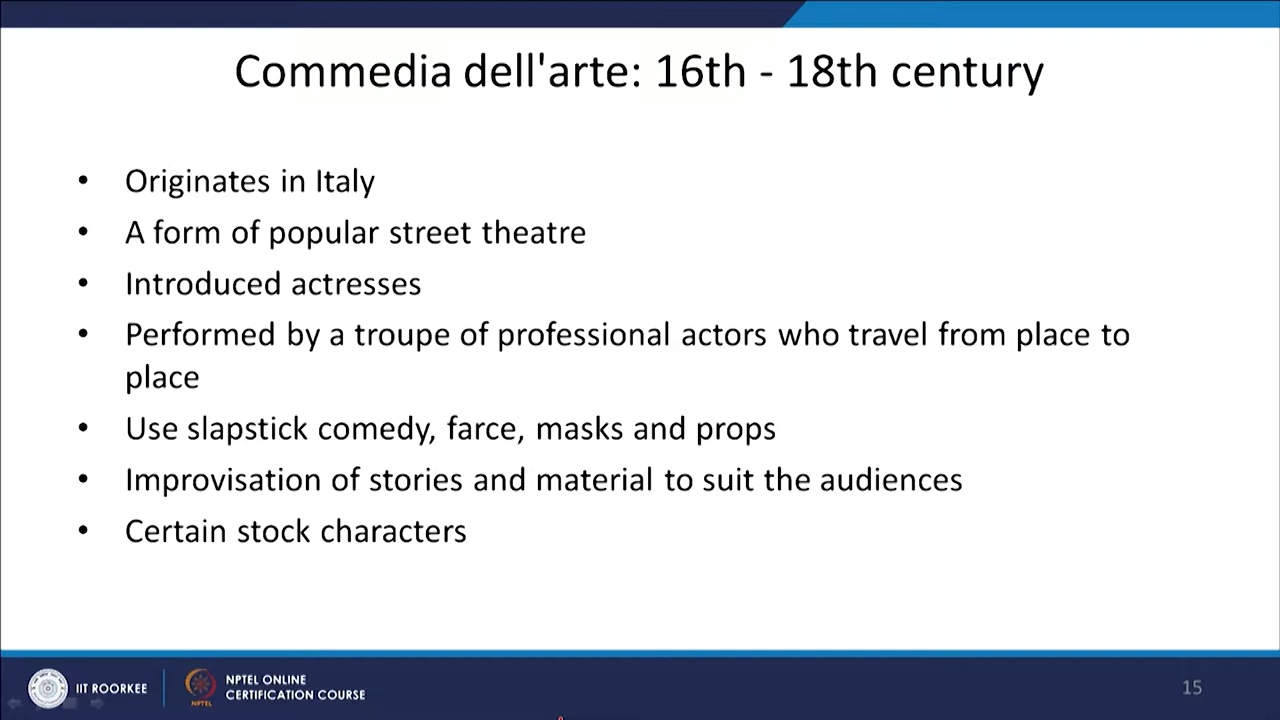 Commedia dell'arte: 16th - 18th century
• Originates in Italy
• A form of popular street theatre
• Introduced actresses
• Performed by a troupe of professional actors who travel from place to
place
• Use slapstick comedy, farce, masks and props
• Improvisation of stories and material to suit the audiences
• Certain stock characters
IIT ROORKEE
NPTEL
NPTEL ONLINE
CERTIFICATION COURSE
15